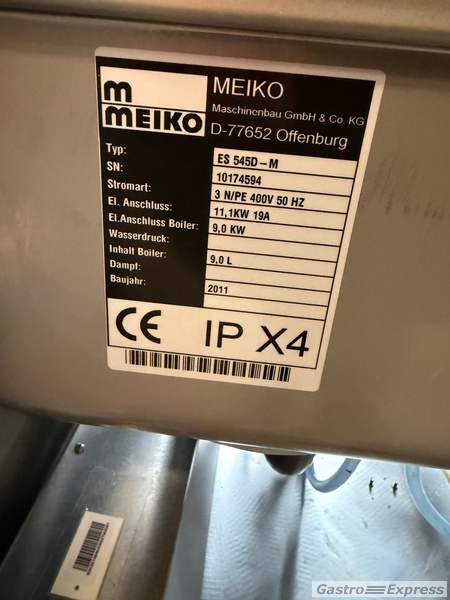 m
MEIKO
MEIKO
Maschinenbau GmbH & Co. KG
D-77652 Offenburg
Typ: ES 545D-M
SN: 10174594
Stromart: 3 N/PE 400V 50 HZ
El. Anschluss: 11,1KW 19A
El.Anschluss Boiler: 9,0 KW
Wasserdruck:
Inhalt Boiler: 9,0 L
Dampf:
Baujahr: 2011
CE IP X4
Gastro Express